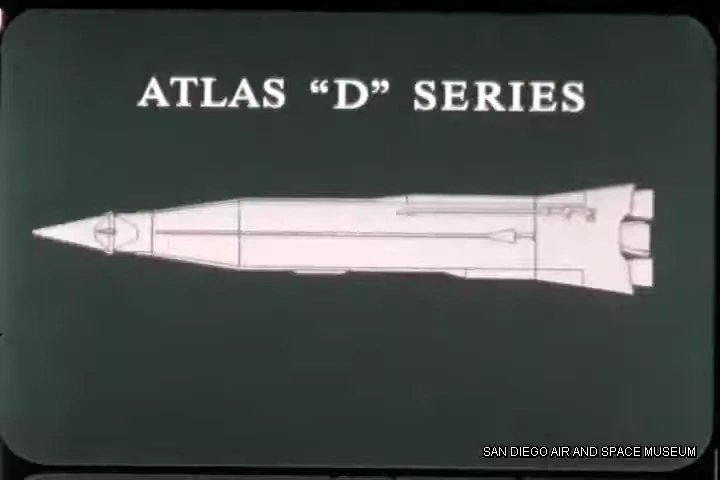 ATLAS “D” SERIES
SAN DIEGO AIR AND SPACE MUSEUM